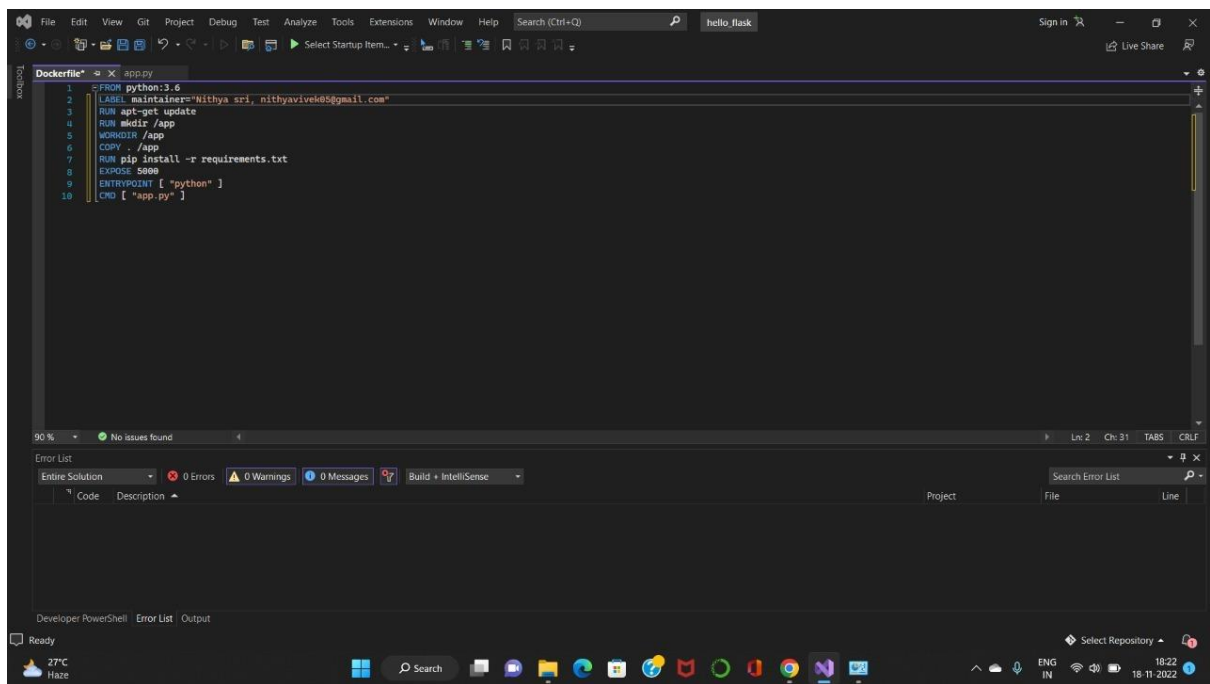 File Edit View Git Project Debug Test Analyze Tools Extensions Window Help Search (Ctrl+Q) hello_flask Sign in
Select Startup Item... Live Share
Toolbox
Dockerfile* app.py
1 FROM python:3.6
2 LABEL maintainer="Nithya sri, nithyavivek05@gmail.com"
3 RUN apt-get update
4 RUN mkdir /app
5 WORKDIR /app
6 COPY . /app
7 RUN pip install -r requirements.txt
8 EXPOSE 5000
9 ENTRYPOINT [ "python" ]
10 CMD [ "app.py" ]
90 % No issues found Ln: 2 Ch: 31 TABS CRLF
Error List
Entire Solution 0 Errors 0 Warnings 0 Messages Build + IntelliSense Search Error List
Code Description Project File Line
Developer PowerShell Error List Output
Ready Select Repository 1
27°C
Haze
Search
ENG
IN
18:22
18-11-2022
1